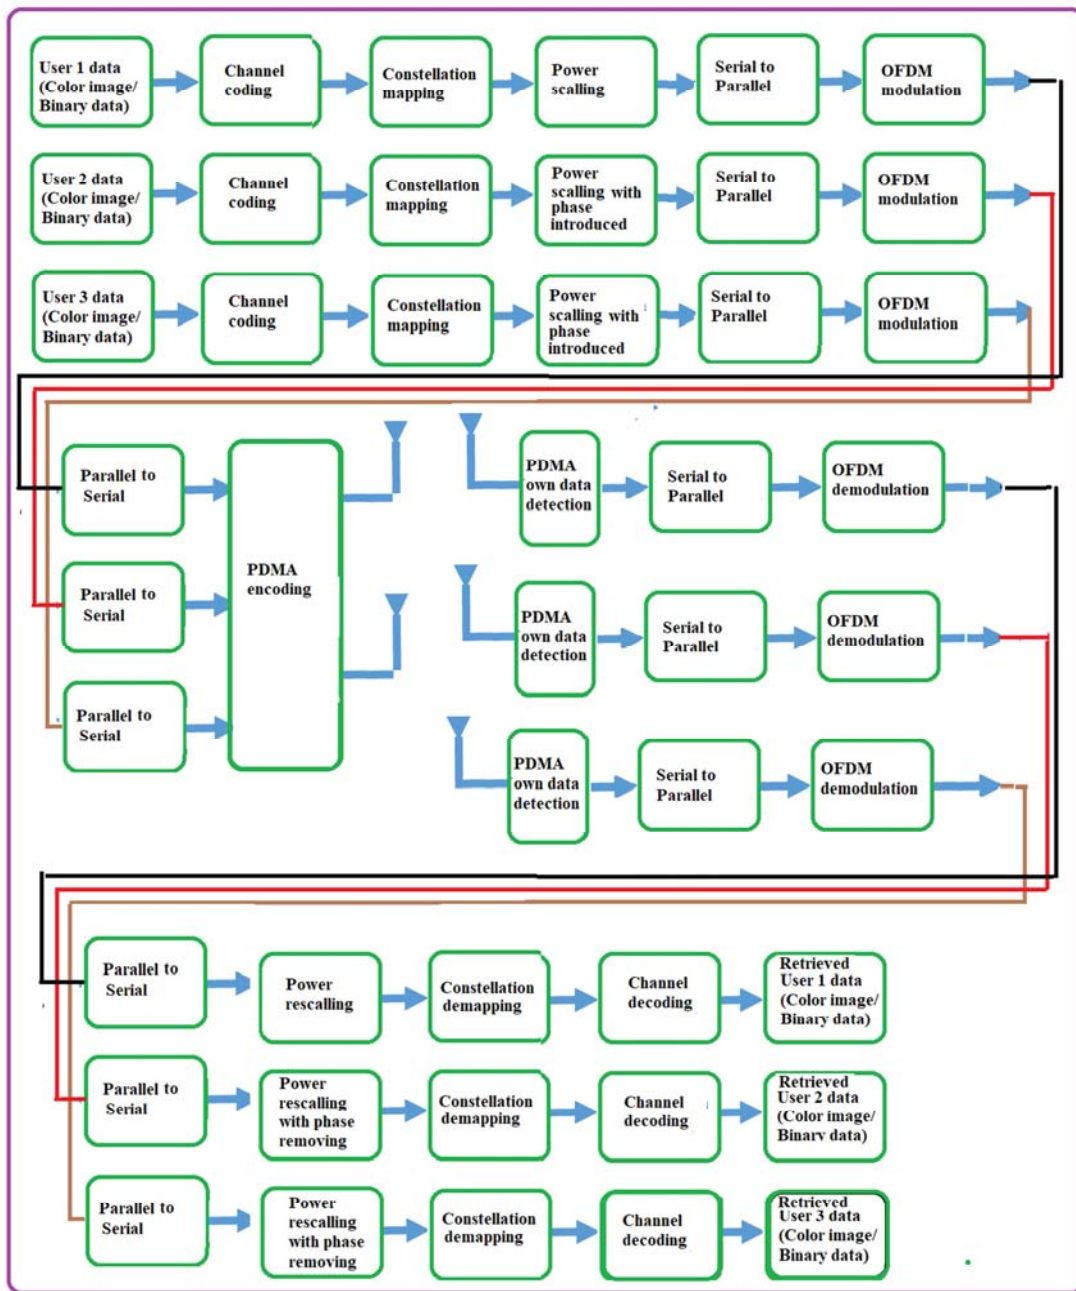 User 1 data
(Color image/
Binary data)
Channel
coding
Constellation
mapping
Power
scalling
Serial to
Parallel
OFDM
modulation
User 2 data
(Color image/
Binary data)
Channel
coding
Constellation
mapping
Power
scalling with
phase
introduced
Serial to
Parallel
OFDM
modulation
User 3 data
(Color image/
Binary data)
Channel
coding
Constellation
mapping
Power
scalling with
phase
introduced
Serial to
Parallel
OFDM
modulation
Parallel to
Serial
Parallel to
Serial
Parallel to
Serial
PDMA
encoding
PDMA
own data
detection
Serial to
Parallel
OFDM
demodulation
PDMA
own data
detection
Serial to
Parallel
OFDM
demodulation
PDMA
own data
detection
Serial to
Parallel
OFDM
demodulation
Parallel to
Serial
Power
rescalling
Constellation
demapping
Channel
decoding
Retrieved
User 1 data
(Color image/
Binary data)
Parallel to
Serial
Power
rescalling
with phase
removing
Constellation
demapping
Channel
decoding
Retrieved
User 2 data
(Color image/
Binary data)
Parallel to
Serial
Power
rescalling
with phase
removing
Constellation
demapping
Channel
decoding
Retrieved
User 3 data
(Color image/
Binary data)